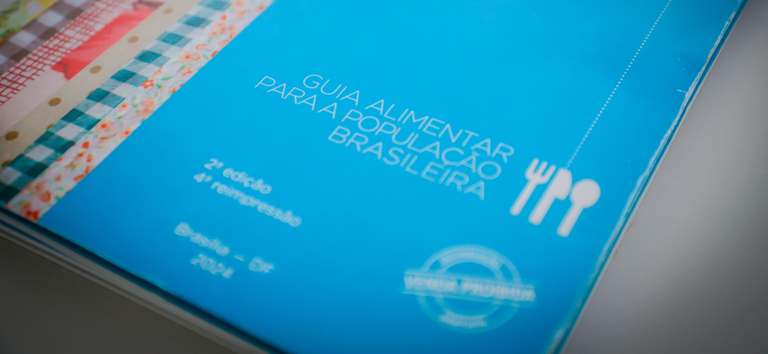 GUIA ALIMENTAR
PARA A POPULAÇÃO
BRASILEIRA
2ª edição
4ª reimpressão
Brasília – DF
VENDA PROIBIDA